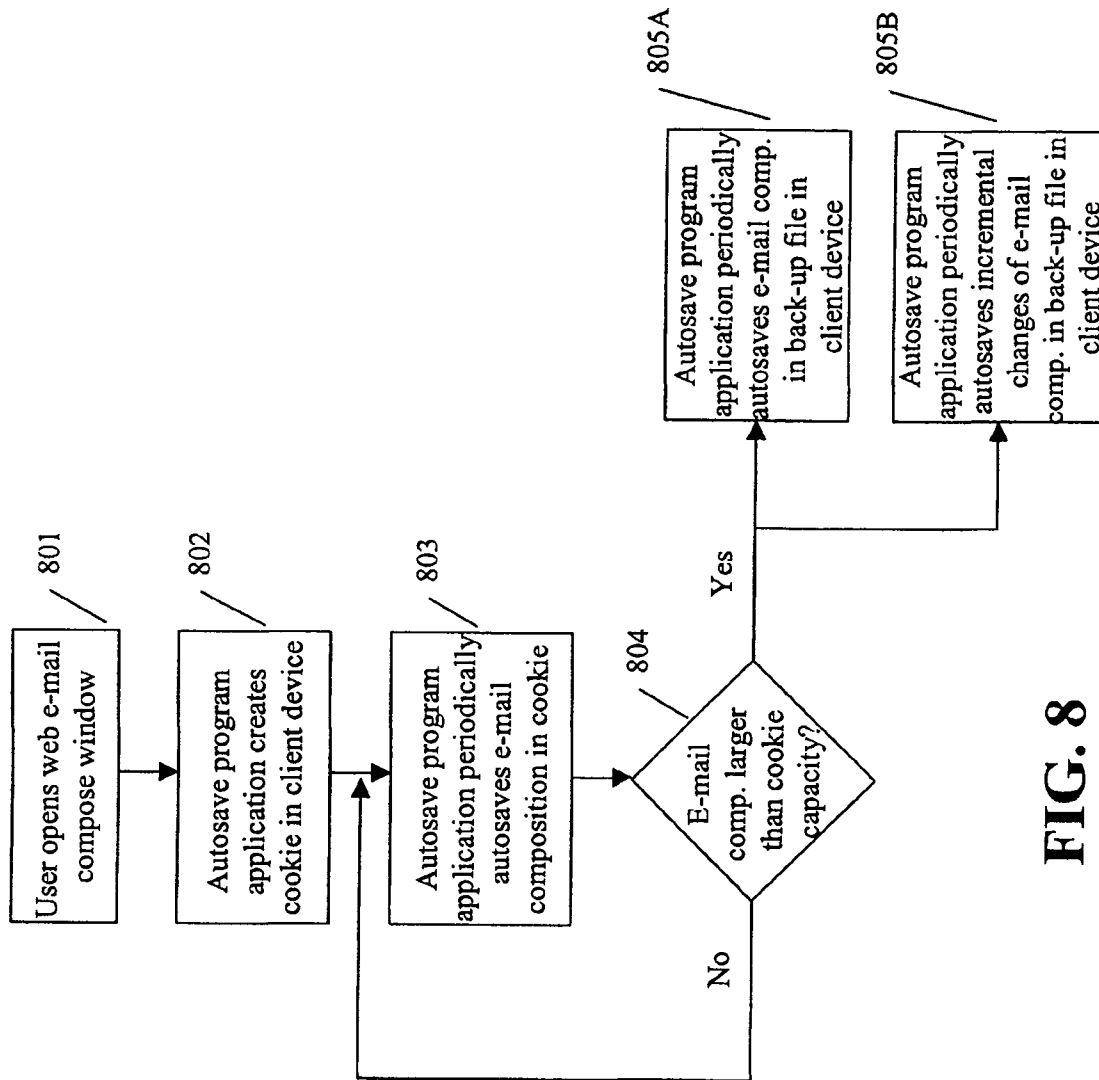 User opens web e-mail
compose window
801
Autosave program
application creates
cookie in client device
802
Autosave program
application periodically
autosaves e-mail
composition in cookie
803
E-mail
comp. larger
than cookie
capacity?
804
No
Yes
Autosave program
application periodically
autosaves e-mail comp.
in back-up file in
client device
805A
Autosave program
application periodically
autosaves incremental
changes of e-mail
comp. in back-up file in
client device
805B
FIG. 8